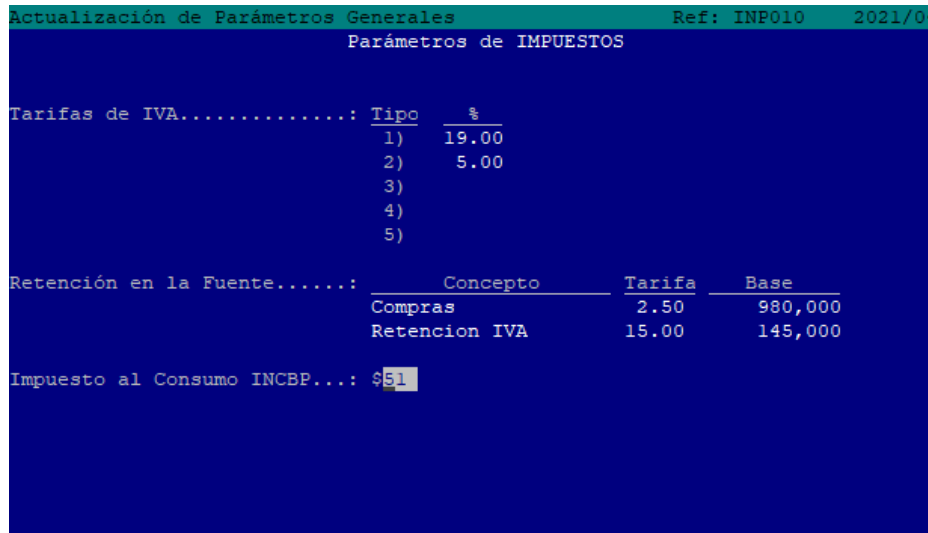 Actualización de Parámetros Generales Ref: INP010 2021/0
Parámetros de IMPUESTOS
Tarifas de IVA..............: Tipo %
1) 19.00
2) 5.00
3)
4)
5)
Retención en la Fuente......: Concepto Tarifa Base
Compras 2.50 980,000
Retencion IVA 15.00 145,000
Impuesto al Consumo INCBP...: $51